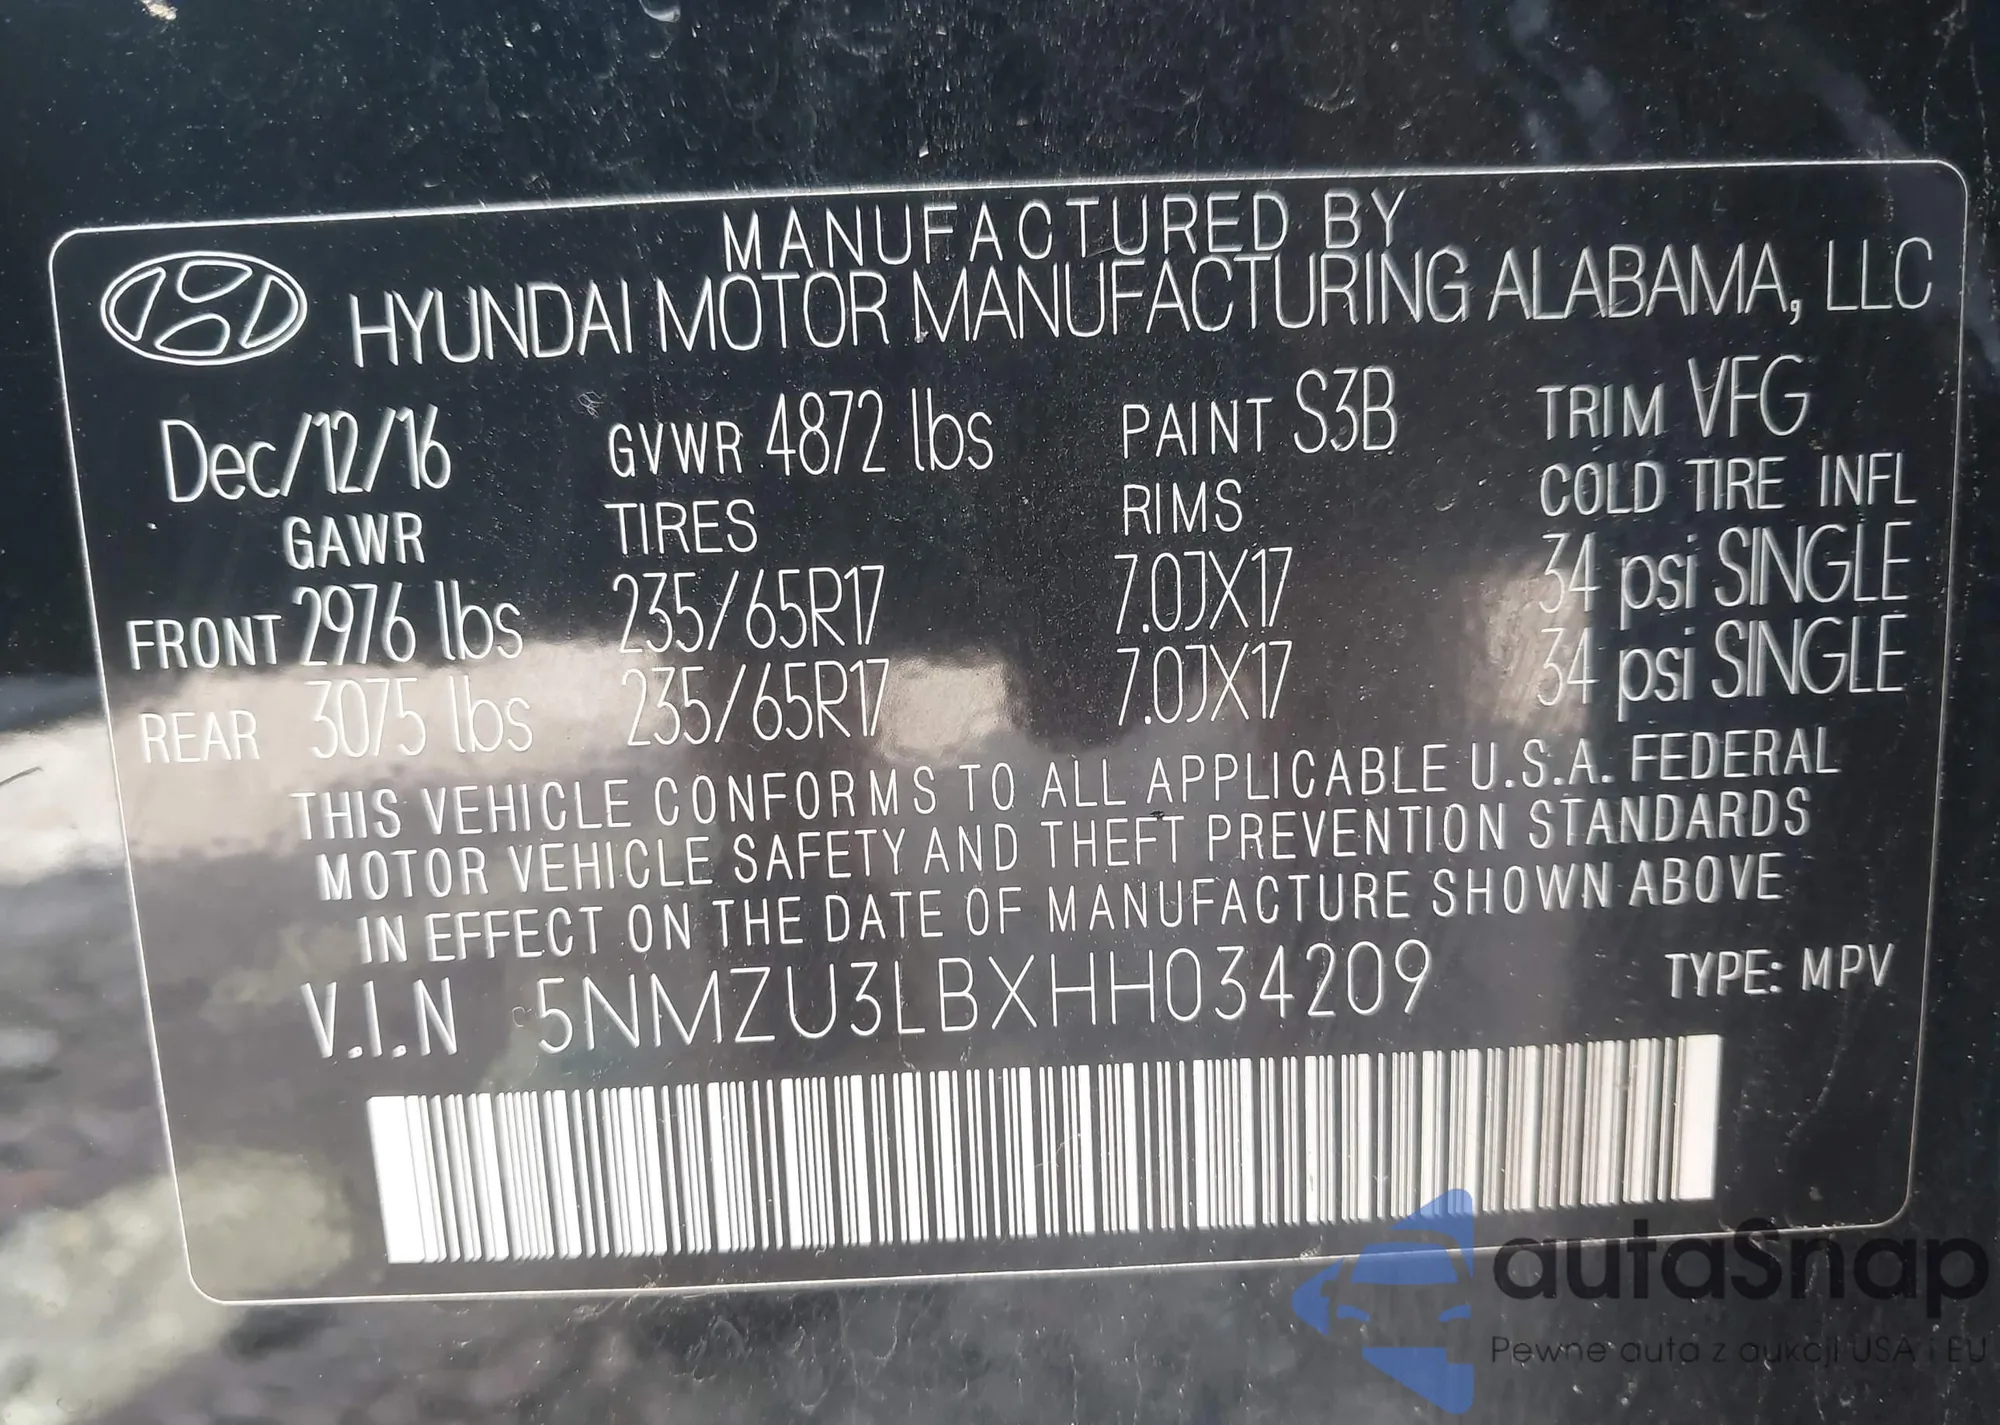 MANUFACTURED BY
HYUNDAI MOTOR MANUFACTURING ALABAMA, LLC
Dec/12/16 GVWR 4872 lbs PAINT S3B TRIM VFG
GAWR TIRES RIMS COLD TIRE INFL
FRONT 2976 lbs 235/65R17 7.0JX17 34 psi SINGLE
REAR 3075 lbs 235/65R17 7.0JX17 34 psi SINGLE
THIS VEHICLE CONFORMS TO ALL APPLICABLE U.S.A. FEDERAL
MOTOR VEHICLE SAFETY AND THEFT PREVENTION STANDARDS
IN EFFECT ON THE DATE OF MANUFACTURE SHOWN ABOVE
V.I.N 5NMZU3LBXHH034209 TYPE: MPV
autaSnap
Pewne auta z aukcji USA i EU